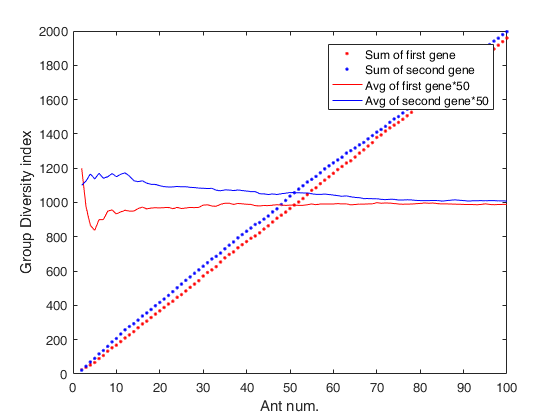 2000
1800
1600
1400
1200
1000
800
600
400
200
0
Group Diversity index
Sum of first gene
Sum of second gene
Avg of first gene*50
Avg of second gene*50
0 10 20 30 40 50 60 70 80 90 100
Ant num.